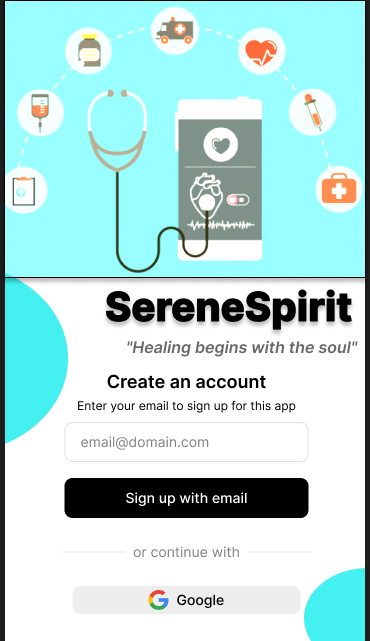 SereneSpirit
"Healing begins with the soul"
Create an account
Enter your email to sign up for this app
email@domain.com
Sign up with email
or continue with
Google